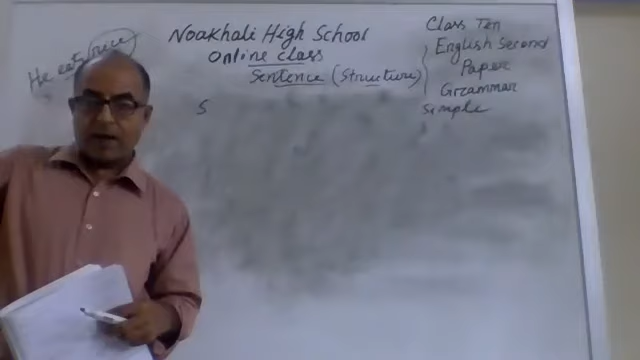 He eats rice
Noakhali High School
Online class
Sentence (Structure)
Class Ten
English Second
Paper
Grammar
Simple
S